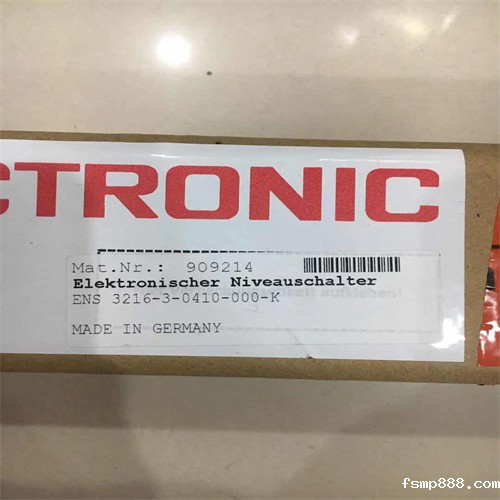 CTRONIC
Mat.Nr.: 909214
Elektronischer Niveauschalter
ENS 3216-3-0410-000-K
MADE IN GERMANY
fsmp888.com